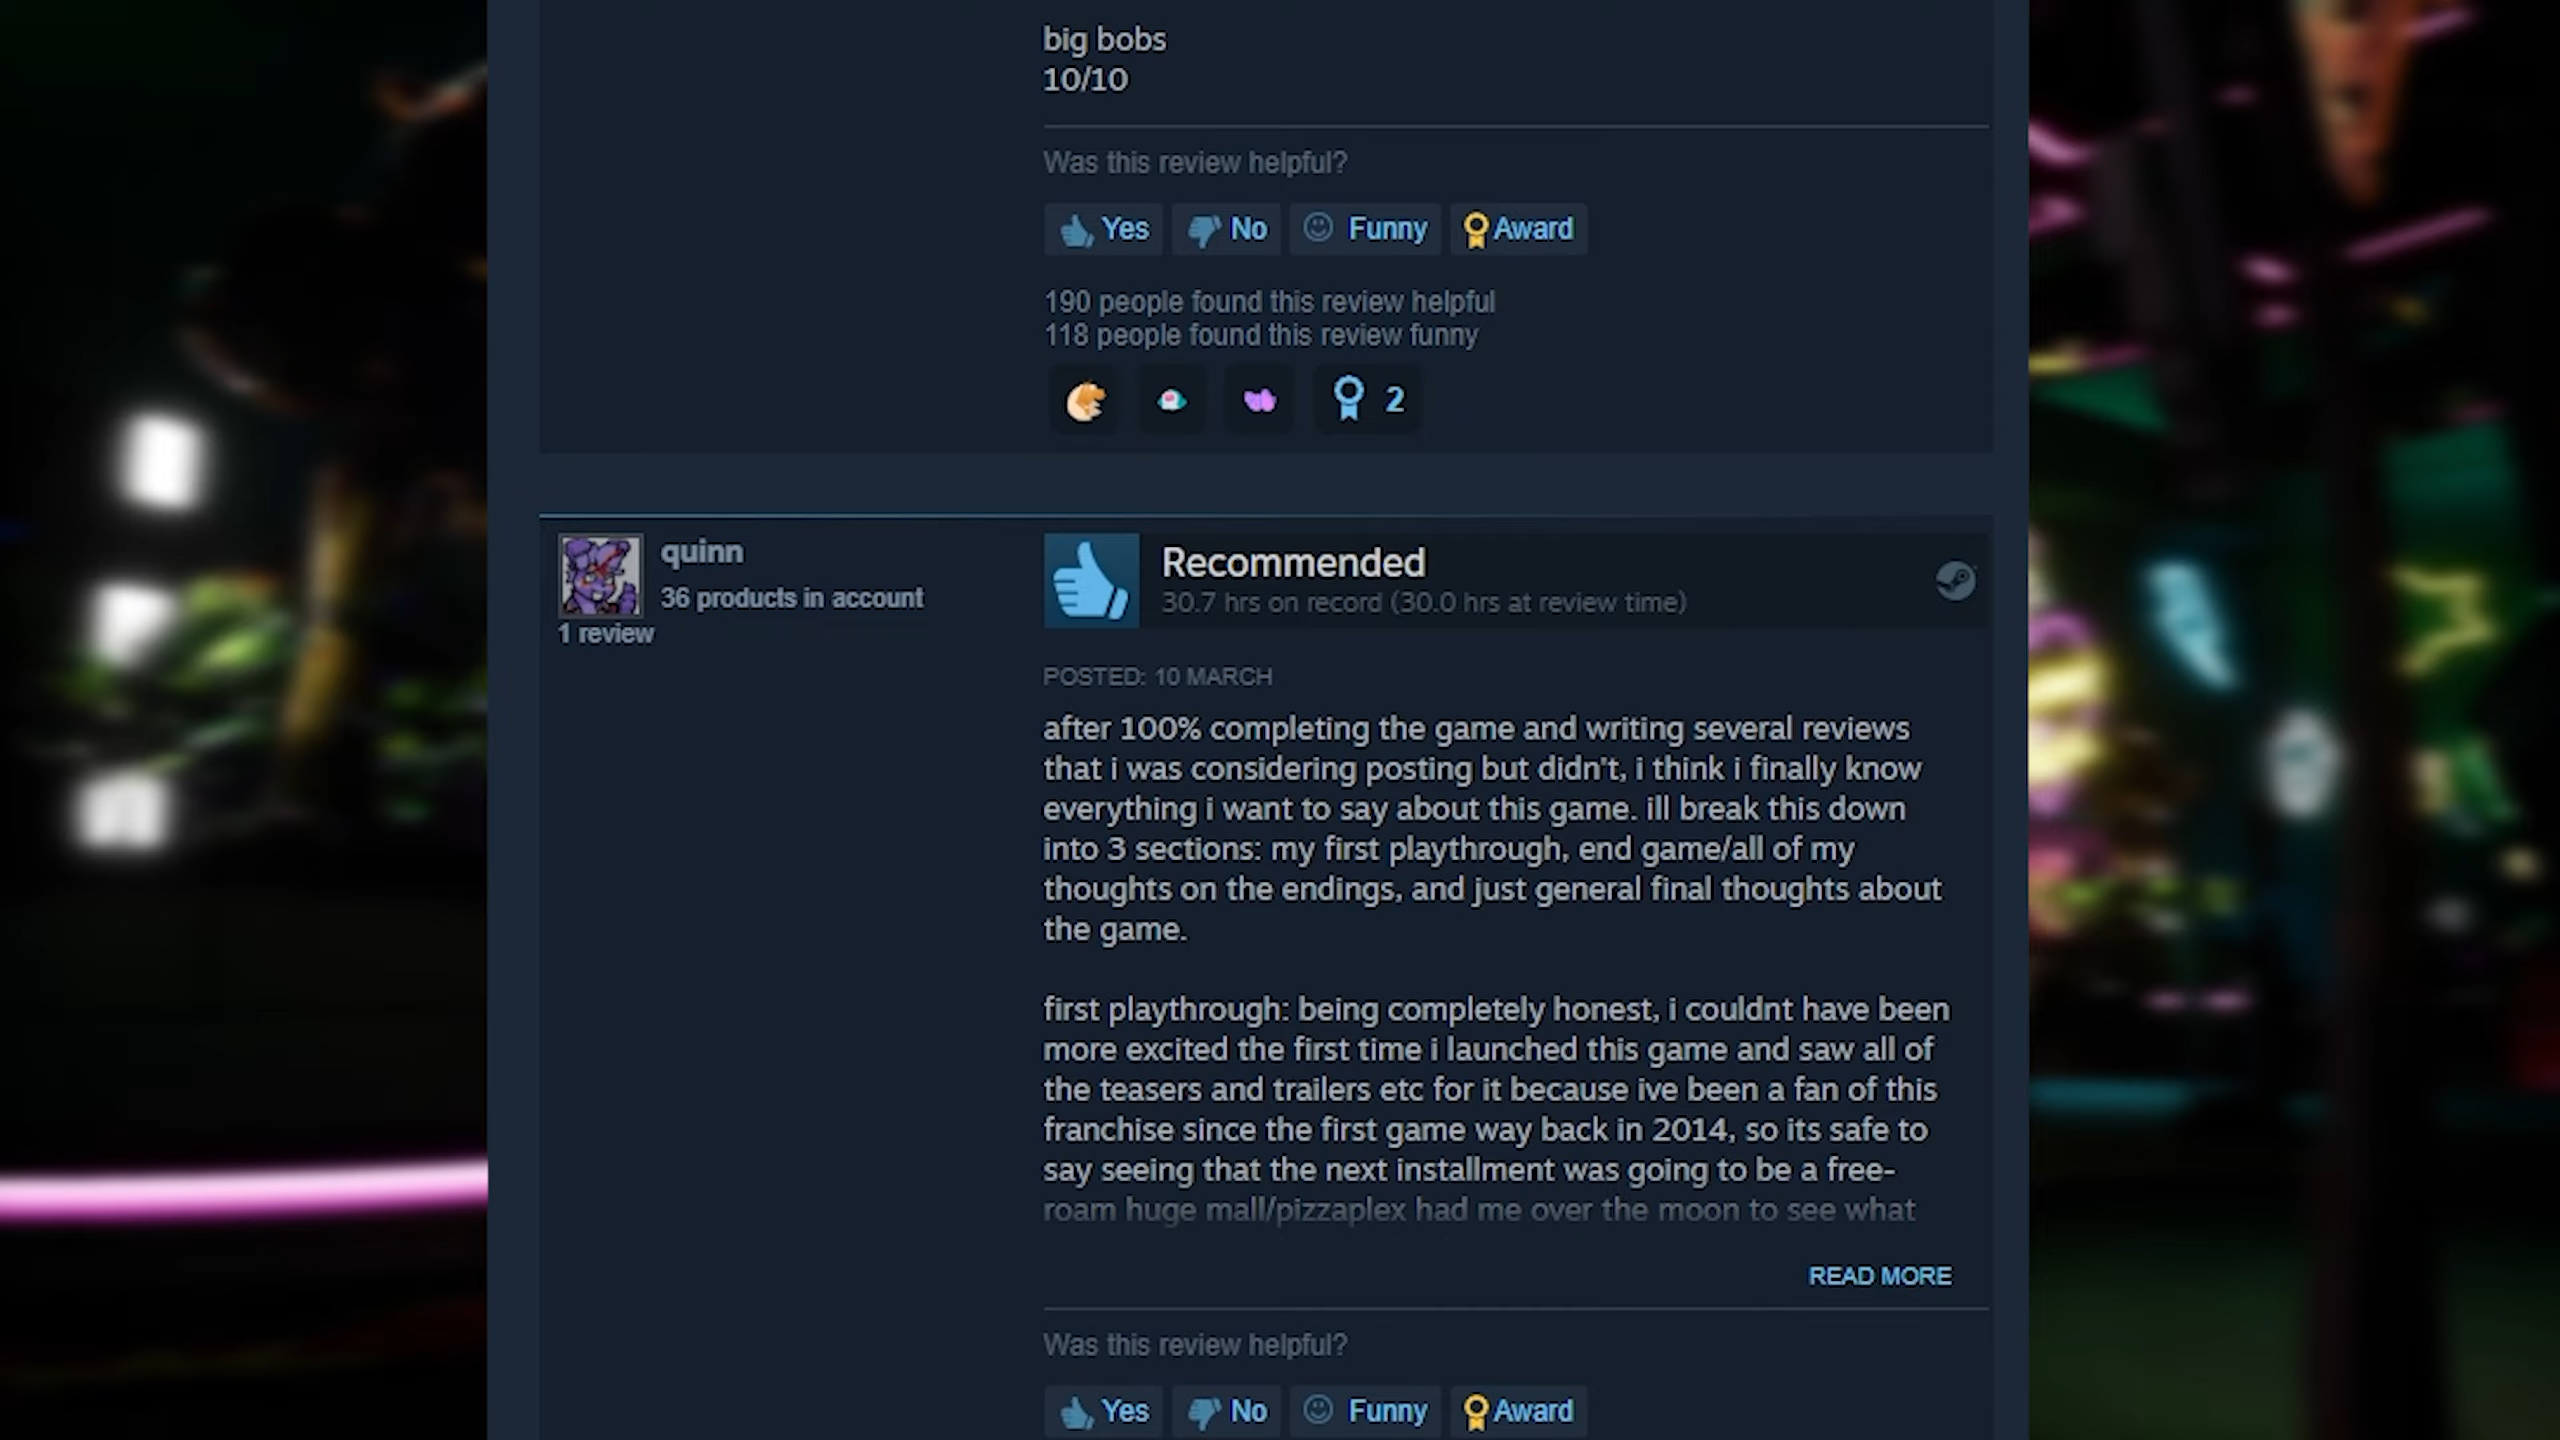 big bobs
10/10
Was this review helpful?
Yes No Funny Award
190 people found this review helpful
118 people found this review funny
2
quinn
36 products in account
1 review
Recommended
30.7 hrs on record (30.0 hrs at review time)
POSTED: 10 MARCH
after 100% completing the game and writing several reviews
that i was considering posting but didn't, i think i finally know
everything i want to say about this game. ill break this down
into 3 sections: my first playthrough, end game/all of my
thoughts on the endings, and just general final thoughts about
the game.
first playthrough: being completely honest, i couldnt have been
more excited the first time i launched this game and saw all of
the teasers and trailers etc for it because ive been a fan of this
franchise since the first game way back in 2014, so its safe to
say seeing that the next installment was going to be a free-
roam huge mall/pizzaplex had me over the moon to see what
READ MORE
Was this review helpful?
Yes No Funny Award